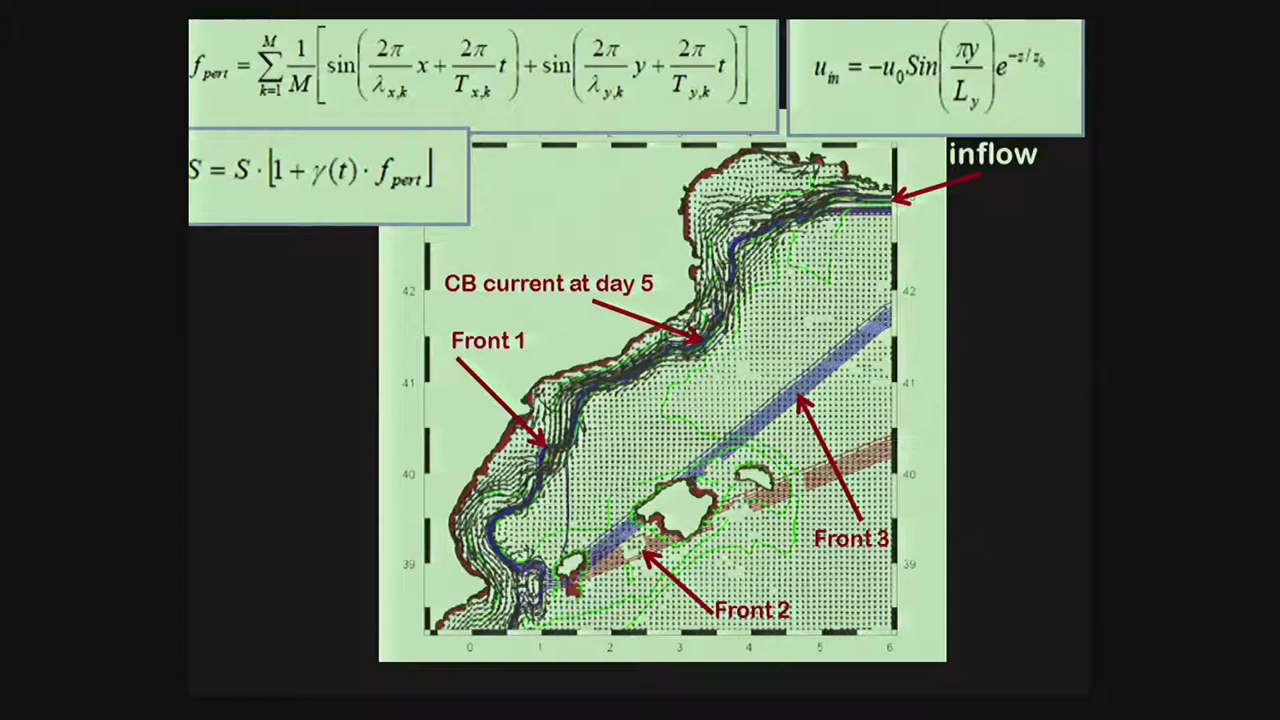 f_pert = ∑_{k=1}^{M} 1/M [ sin( 2π/λ_{x,k} x + 2π/T_{x,k} t ) + sin( 2π/λ_{y,k} y + 2π/T_{y,k} t ) ]
u_in = −u_0 Sin( πy/L_y ) e^{−z/z_b}
S = S · [1 + γ(t) · f_pert]
inflow
CB current at day 5
42 42
Front 1
41 41
40 40
Front 3
39 39
Front 2
0 1 2 3 4 5 6